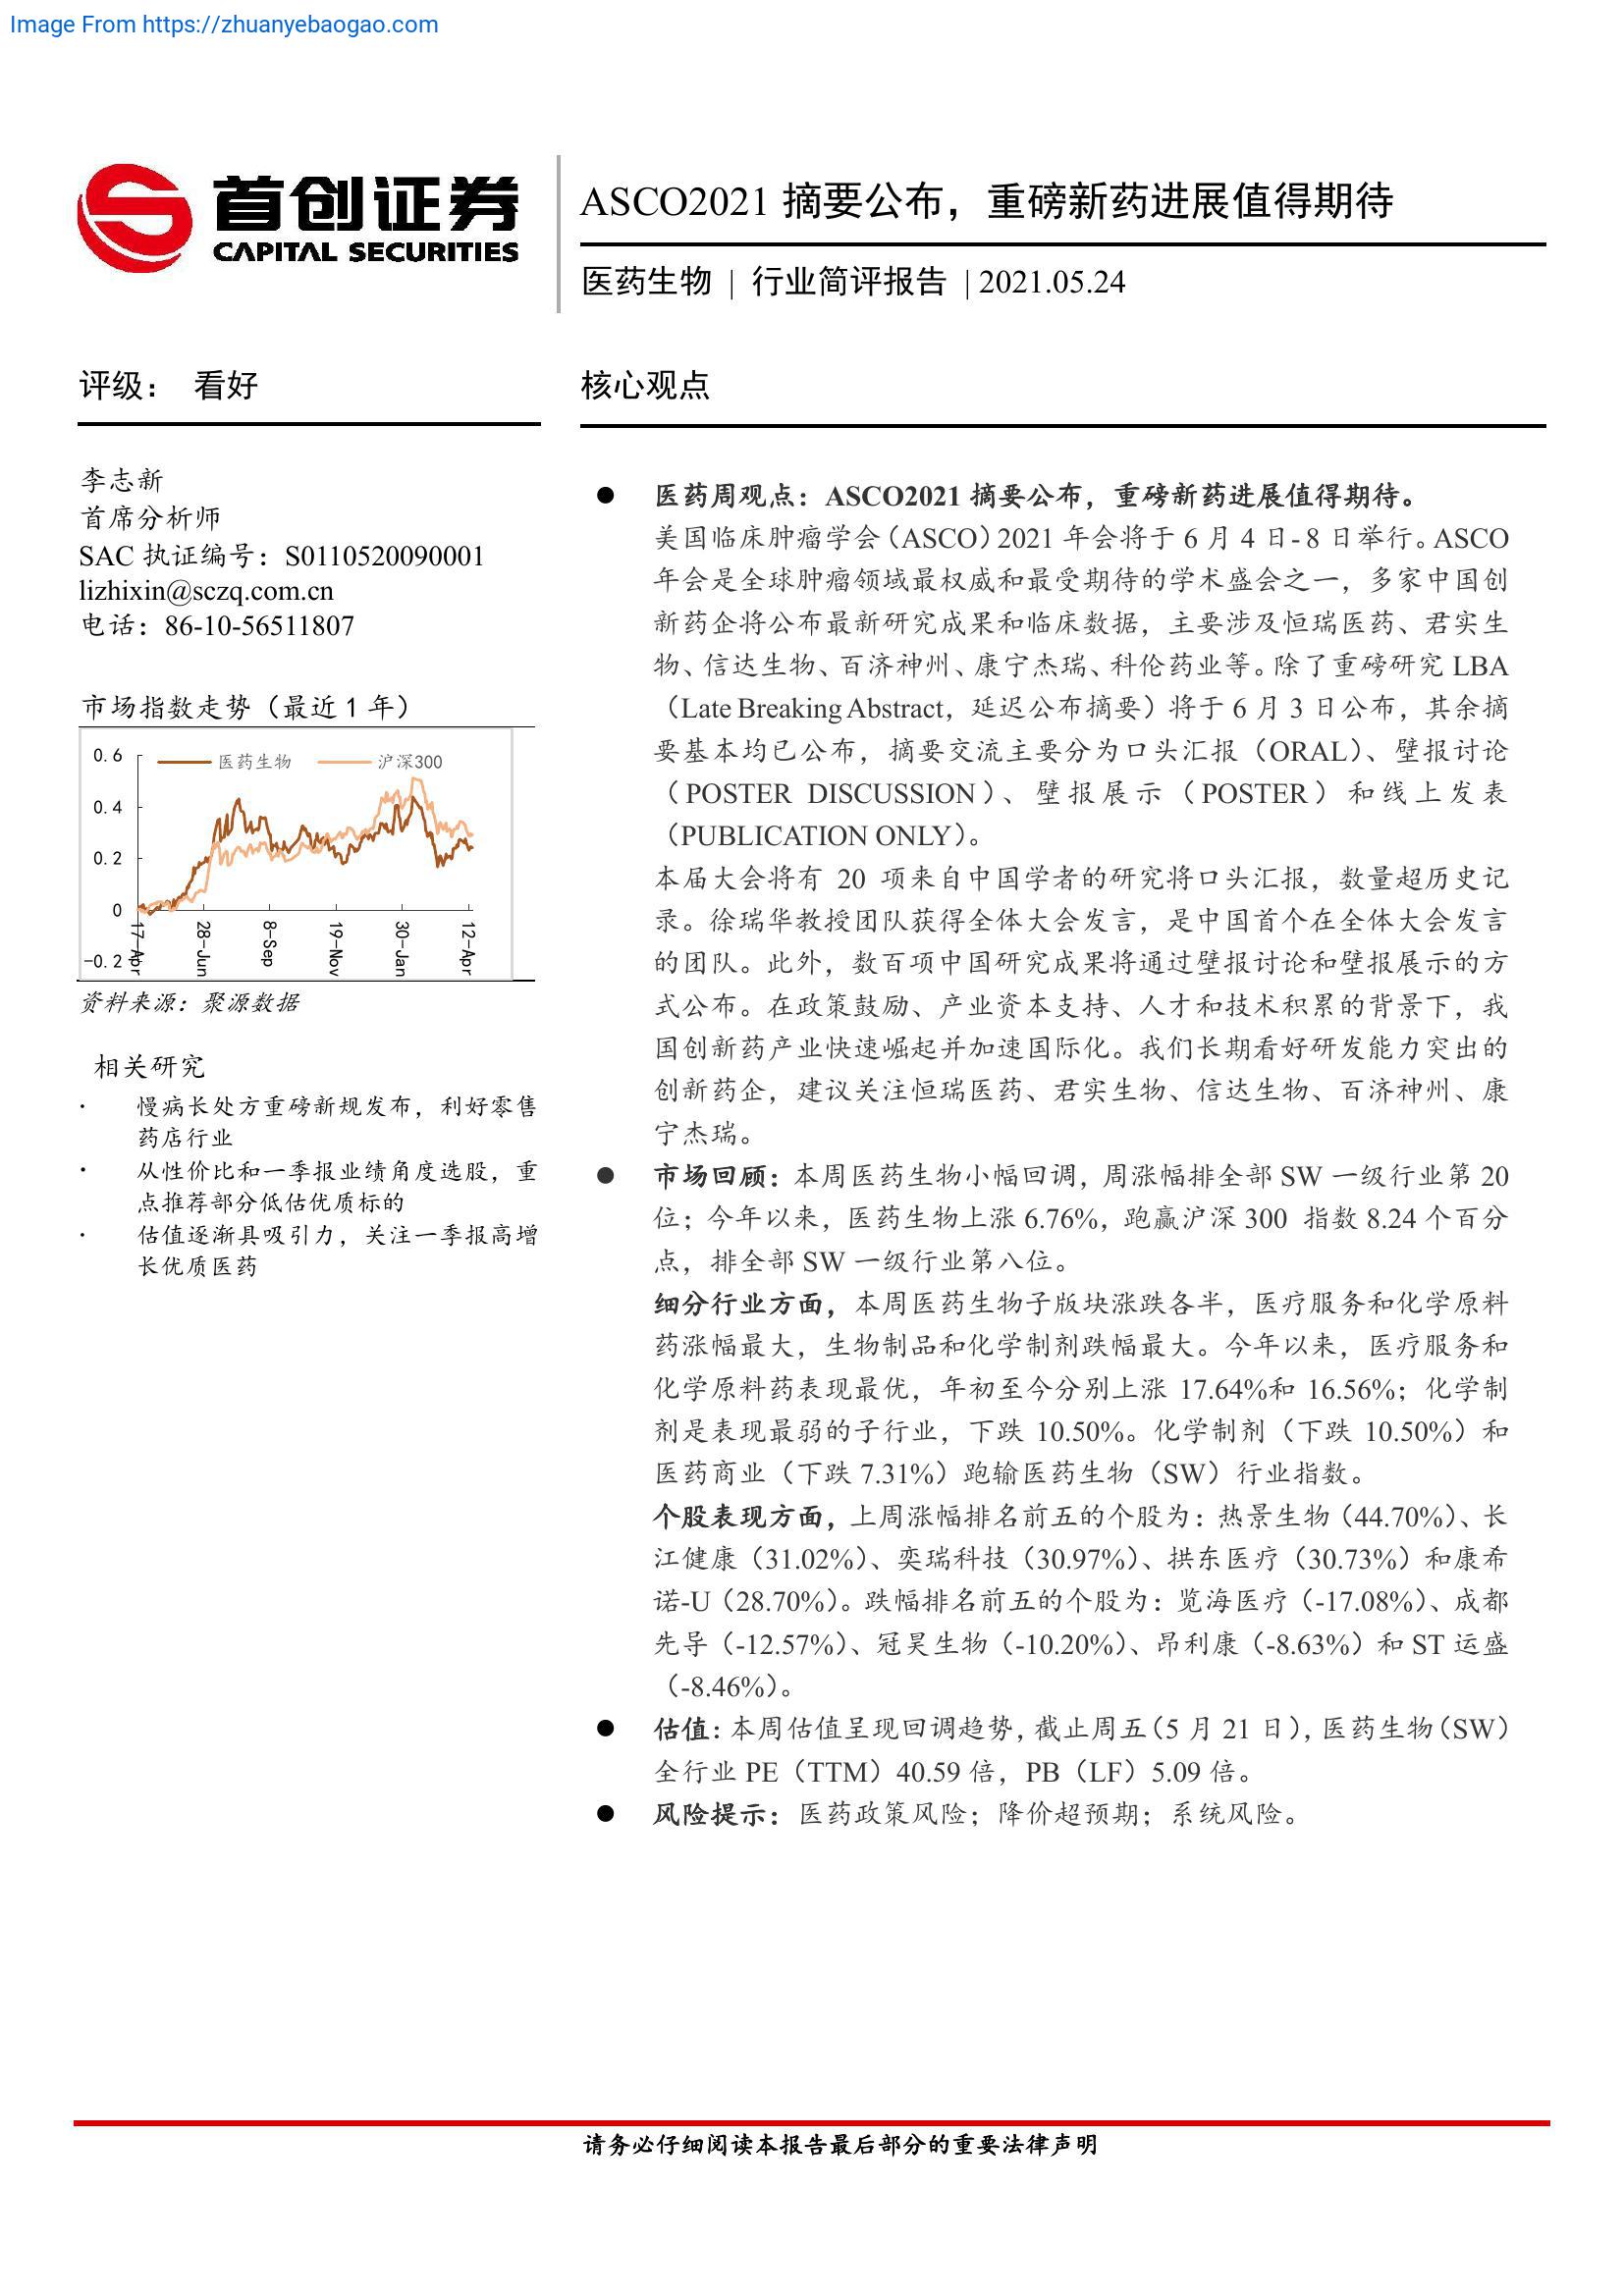 Image From https://zhuanyebaogao.com
首创证券
CAPITAL SECURITIES
ASCO2021 摘要公布，重磅新药进展值得期待
医药生物 | 行业简评报告 | 2021.05.24
评级： 看好
李志新
首席分析师
SAC 执证编号：S0110520090001
lizhixin@sczq.com.cn
电话：86-10-56511807
市场指数走势（最近 1 年）
医药生物 沪深300
0.6
0.4
0.2
0
-0.2
17-Apr 28-Jun 8-Sep 19-Nov 30-Jan 12-Apr
资料来源：聚源数据
相关研究
· 慢病长处方重磅新规发布，利好零售
药店行业
· 从性价比和一季报业绩角度选股，重
点推荐部分低估优质标的
· 估值逐渐具吸引力，关注一季报高增
长优质医药
核心观点
● 医药周观点：ASCO2021 摘要公布，重磅新药进展值得期待。
美国临床肿瘤学会（ASCO）2021 年会将于 6 月 4 日-8 日举行。ASCO
年会是全球肿瘤领域最权威和最受期待的学术盛会之一，多家中国创
新药企将公布最新研究成果和临床数据，主要涉及恒瑞医药、君实生
物、信达生物、百济神州、康宁杰瑞、科伦药业等。除了重磅研究 LBA
（Late Breaking Abstract，延迟公布摘要）将于 6 月 3 日公布，其余摘
要基本均已公布，摘要交流主要分为口头汇报（ORAL）、壁报讨论
（POSTER DISCUSSION）、壁报展示（POSTER）和线上发表
（PUBLICATION ONLY）。
本届大会将有 20 项来自中国学者的研究将口头汇报，数量超历史记
录。徐瑞华教授团队获得全体大会发言，是中国首个在全体大会发言
的团队。此外，数百项中国研究成果将通过壁报讨论和壁报展示的方
式公布。在政策鼓励、产业资本支持、人才和技术积累的背景下，我
国创新药产业快速崛起并加速国际化。我们长期看好研发能力突出的
创新药企，建议关注恒瑞医药、君实生物、信达生物、百济神州、康
宁杰瑞。
● 市场回顾：本周医药生物小幅回调，周涨幅排全部 SW 一级行业第 20
位；今年以来，医药生物上涨 6.76%，跑赢沪深 300 指数 8.24 个百分
点，排全部 SW 一级行业第八位。
细分行业方面，本周医药生物子版块涨跌各半，医疗服务和化学原料
药涨幅最大，生物制品和化学制剂跌幅最大。今年以来，医疗服务和
化学原料药表现最优，年初至今分别上涨 17.64%和 16.56%；化学制
剂是表现最弱的子行业，下跌 10.50%。化学制剂（下跌 10.50%）和
医药商业（下跌 7.31%）跑输医药生物（SW）行业指数。
个股表现方面，上周涨幅排名前五的个股为：热景生物（44.70%）、长
江健康（31.02%）、奕瑞科技（30.97%）、拱东医疗（30.73%）和康希
诺-U（28.70%）。跌幅排名前五的个股为：览海医疗（-17.08%）、成都
先导（-12.57%）、冠昊生物（-10.20%）、昂利康（-8.63%）和 ST 运盛
（-8.46%）。
● 估值：本周估值呈现回调趋势，截止周五（5 月 21 日），医药生物（SW）
全行业 PE（TTM）40.59 倍，PB（LF）5.09 倍。
● 风险提示：医药政策风险；降价超预期；系统风险。
请务必仔细阅读本报告最后部分的重要法律声明